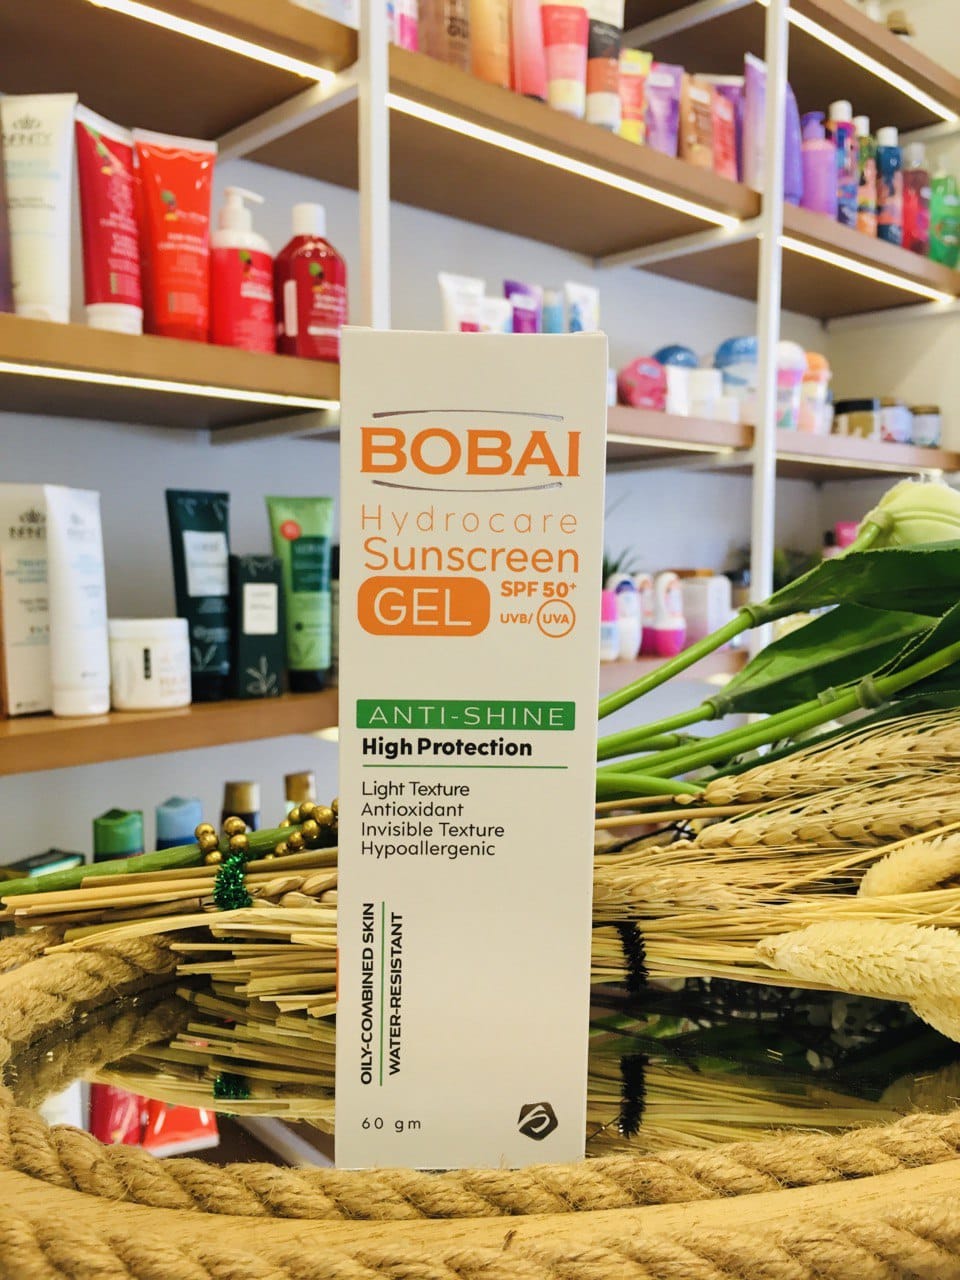 BOBAI
Hydrocare
Sunscreen
GEL
SPF 50+
UVB/ UVA
ANTI-SHINE
High Protection
Light Texture
Antioxidant
Invisible Texture
Hypoallergenic
OILY-COMBINED SKIN
WATER-RESISTANT
60 gm